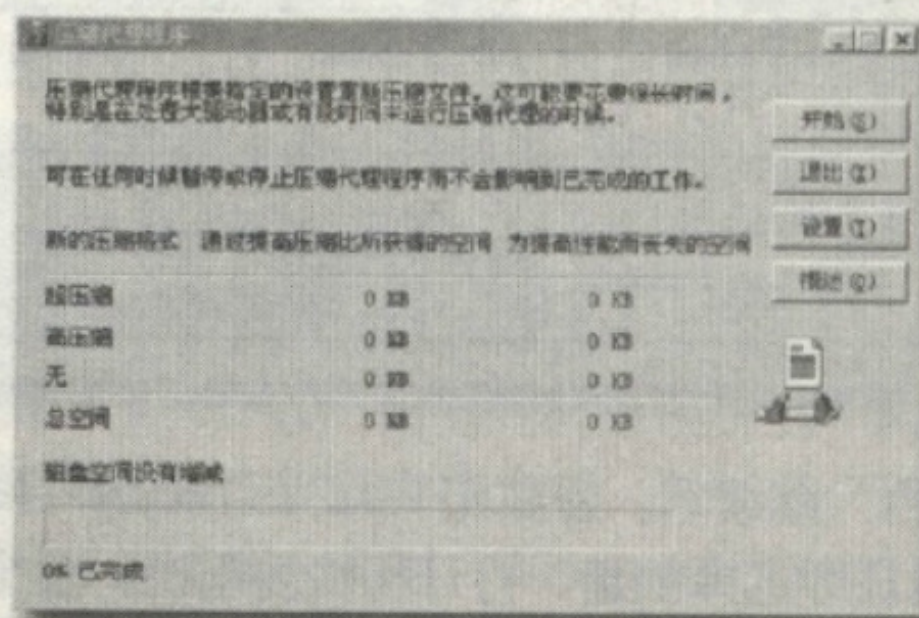 压缩代理程序
压缩代理程序根据指定的设置重新压缩文件。这可能要花费很长时间,
特别是在处理大驱动器或有段时间未运行压缩代理的时候。
可在任何时候暂停或停止压缩代理程序而不会影响到已完成的工作。
新的压缩格式 通过提高压缩比所获得的空间 为提高性能而丢失的空间
超压缩 0 KB 0 KB
高压缩 0 KB 0 KB
无 0 KB 0 KB
总空间 0 KB 0 KB
磁盘空间没有增减
0% 已完成
开始(S)
退出(X)
设置(T)
概述(O)